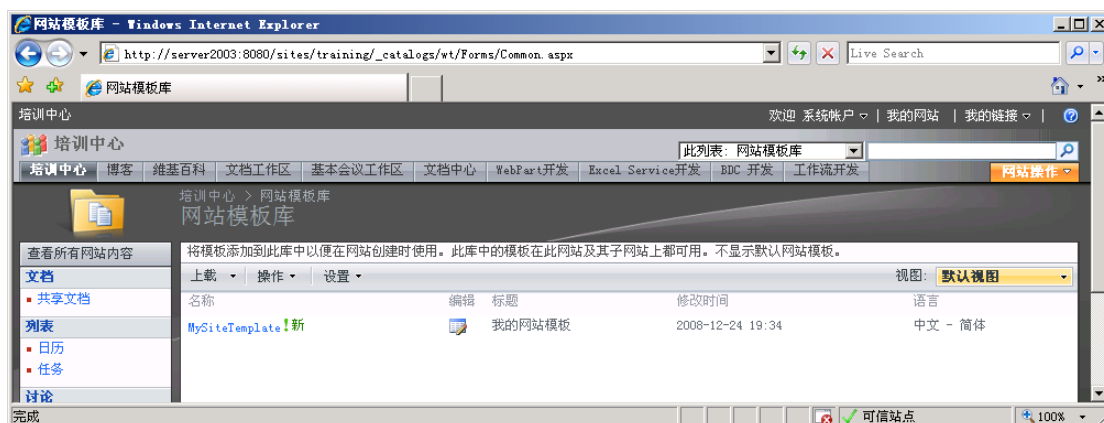 网站模板库 - Windows Internet Explorer
http://server2003:8080/sites/training/_catalogs/wt/Forms/Common.aspx
Live Search
网站模板库
培训中心
欢迎 系统帐户 | 我的网站 | 我的链接 |
培训中心
此列表: 网站模板库
培训中心 博客 维基百科 文档工作区 基本会议工作区 文档中心 WebPart开发 Excel Service开发 BDC 开发 工作流开发 网站操作
培训中心 > 网站模板库
网站模板库
查看所有网站内容
将模板添加到此库中以便在网站创建时使用。此库中的模板在此网站及其子网站上都可用。不显示默认网站模板。
文档
上载 操作 设置 视图: 默认视图
共享文档
名称 编辑 标题 修改时间 语言
列表
MySiteTemplate ! 新 我的网站模板 2008-12-24 19:34 中文 - 简体
日历
任务
讨论
完成 可信站点 100%